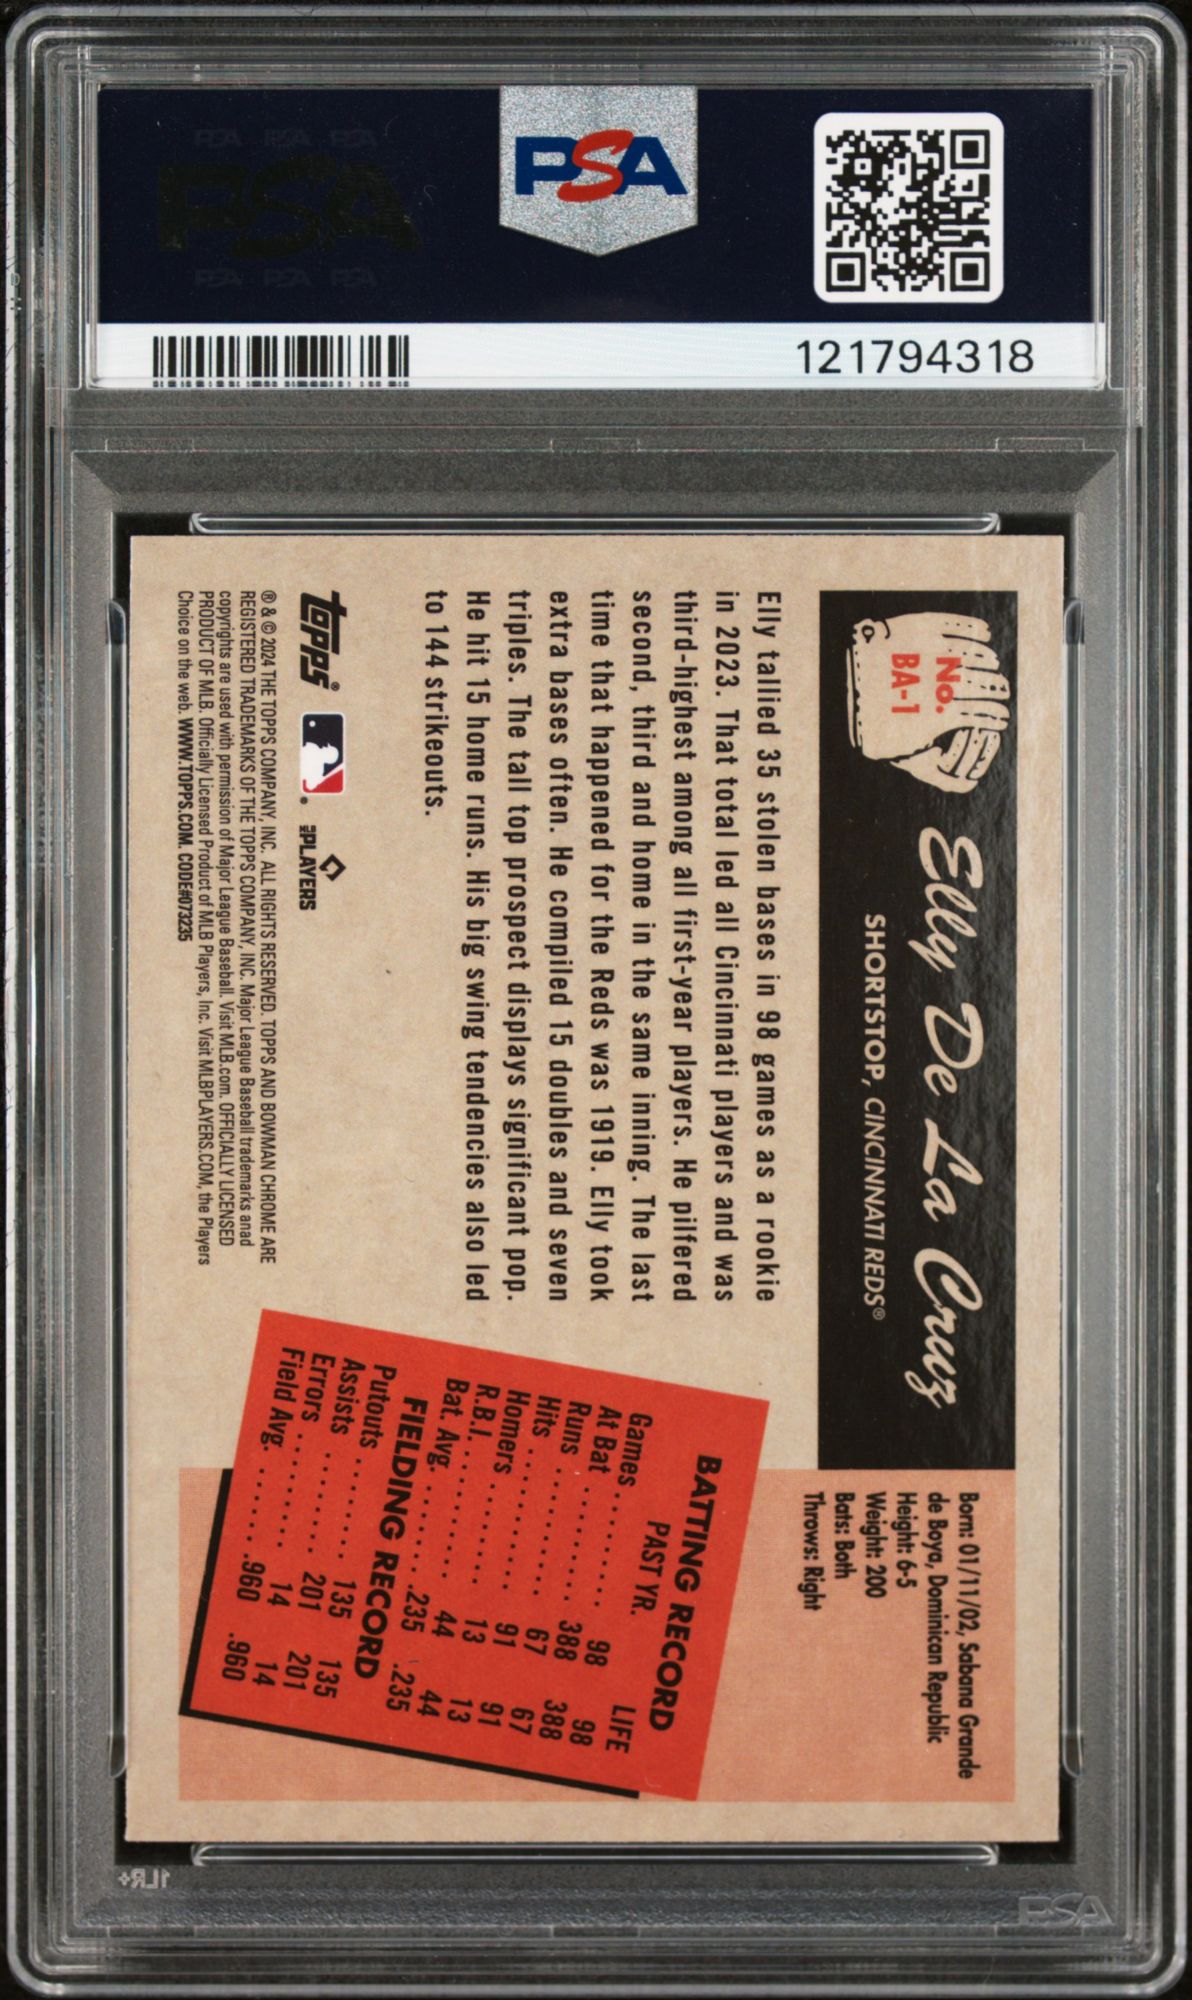 PSA PSA PSA
PSA
PSA PSA PSA
PSA
121794318
No.
BA-1
Elly De La Cruz
SHORTSTOP, CINCINNATI REDS®
Born: 01/11/02, Sabana Grande
de Boya, Dominican Republic
Height: 6-5
Weight: 200
Bats: Both
Throws: Right
Elly tallied 35 stolen bases in 98 games as a rookie
in 2023. That total led all Cincinnati players and was
third-highest among all first-year players. He pilfered
second, third and home in the same inning. The last
time that happened for the Reds was 1919. Elly took
extra bases often. He compiled 15 doubles and seven
triples. The tall top prospect displays significant pop.
He hit 15 home runs. His big swing tendencies also led
to 144 strikeouts.
BATTING RECORD
PAST YR. LIFE
Games . . . . . . . . . 98 98
At Bat . . . . . . . . . 388 388
Runs . . . . . . . . . . 67 67
Hits . . . . . . . . . . . 91 91
Homers . . . . . . . . 13 13
R.B.I. . . . . . . . . . . 44 44
Bat. Avg. . . . . . . . .235 .235
FIELDING RECORD
Putouts . . . . . . . . 135 135
Assists . . . . . . . . . 201 201
Errors . . . . . . . . . . 14 14
Field Avg. . . . . . . .960 .960
topps®
®
MLBPLAYERS
® & © 2024 THE TOPPS COMPANY, INC. ALL RIGHTS RESERVED. TOPPS AND BOWMAN CHROME ARE
REGISTERED TRADEMARKS OF THE TOPPS COMPANY, INC. Major League Baseball trademarks anad
copyrights are used with permission of Major League Baseball. Visit MLB.com. OFFICIALLY LICENSED
PRODUCT OF MLB. Officially Licensed Product of MLB Players, Inc. Visit MLBPLAYERS.COM, the Players
Choice on the web. WWW.TOPPS.COM. CODE#073235
1LR+
PSA